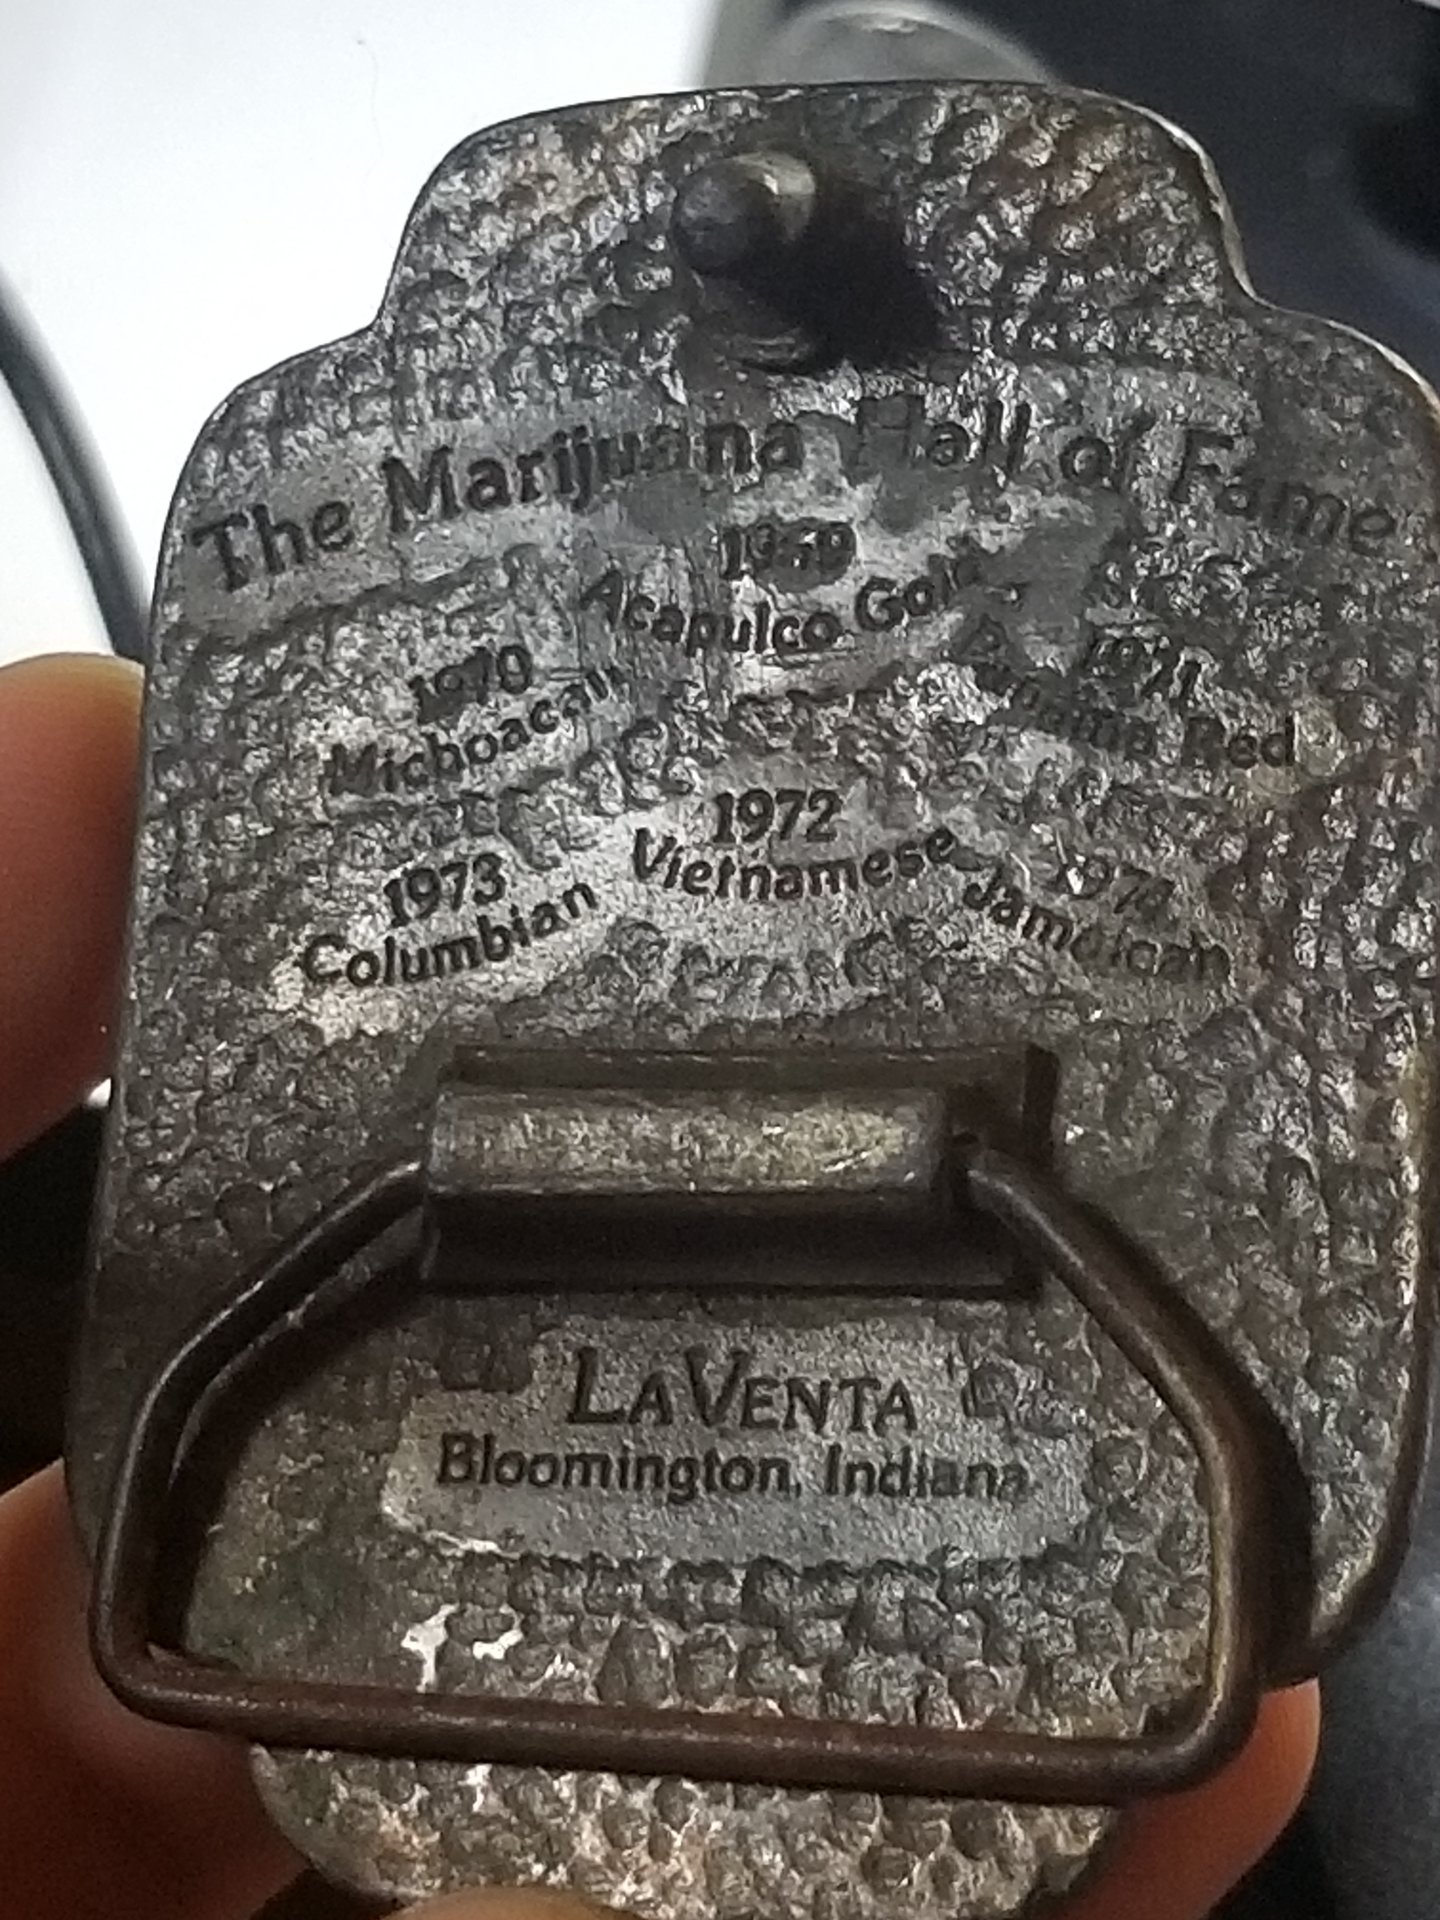 The Marijuana Hall of Fame
1969
Acapulco Gold
1970
Michoacan
1971
Panama Red
1972
Vietnamese
1973
Columbian
1974
Jamaican
LAVENTA
Bloomington, Indiana